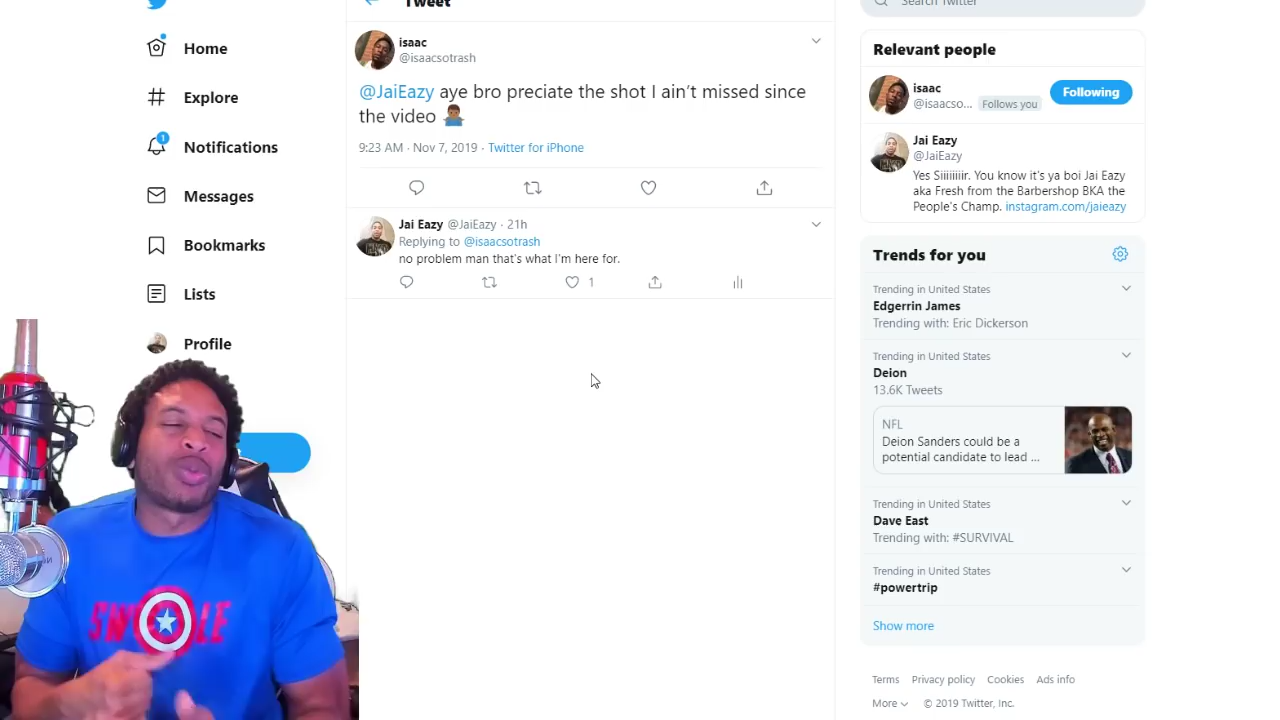 Tweet
Search Twitter
Home
Explore
1
Notifications
Messages
Bookmarks
Lists
Profile
isaac
@isaacsotrash
@JaiEazy aye bro preciate the shot I ain't missed since
the video 🤷🏾‍♂️
9:23 AM · Nov 7, 2019 · Twitter for iPhone
Jai Eazy @JaiEazy · 21h
Replying to @isaacsotrash
no problem man that's what I'm here for.
1
Relevant people
isaac
@isaacso... Follows you
Following
Jai Eazy
@JaiEazy
Yes Siiiiiiir. You know it's ya boi Jai Eazy
aka Fresh from the Barbershop BKA the
People's Champ. instagram.com/jaieazy
Trends for you
Trending in United States
Edgerrin James
Trending with: Eric Dickerson
Trending in United States
Deion
13.6K Tweets
NFL
Deion Sanders could be a
potential candidate to lead ...
Trending in United States
Dave East
Trending with: #SURVIVAL
Trending in United States
#powertrip
Show more
Terms Privacy policy Cookies Ads info
More © 2019 Twitter, Inc.